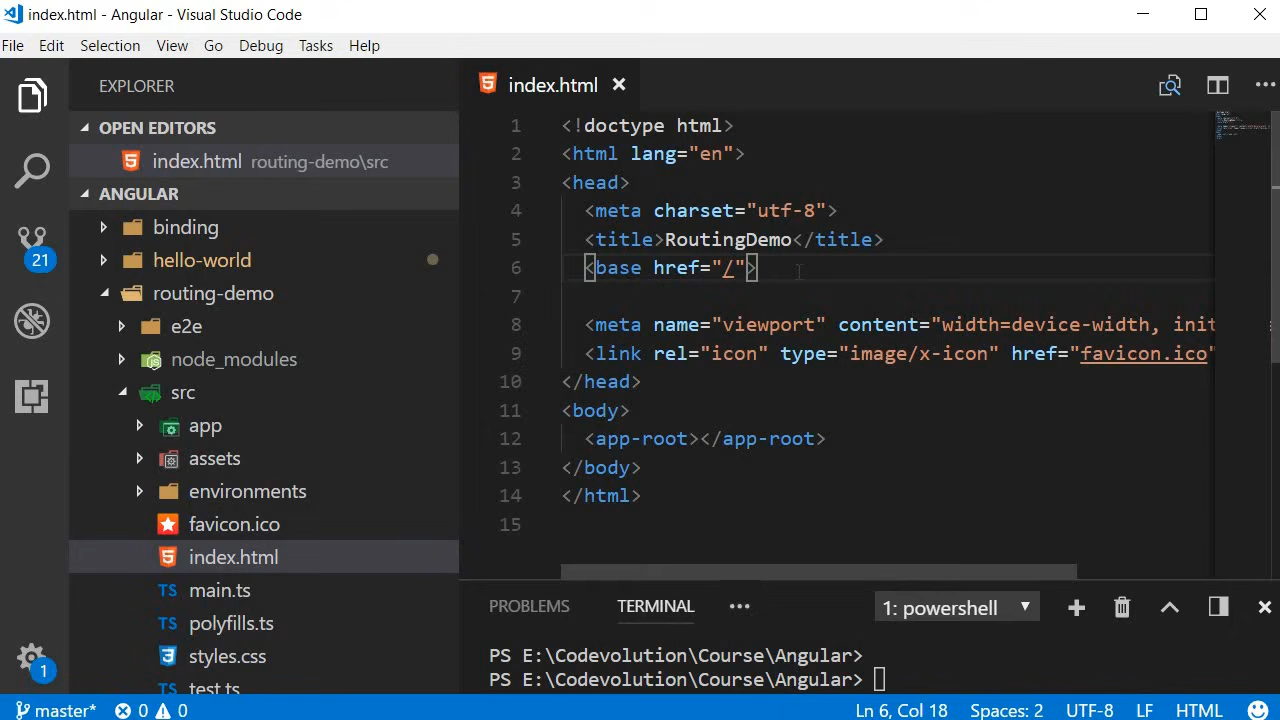 index.html - Angular - Visual Studio Code
File Edit Selection View Go Debug Tasks Help
EXPLORER
OPEN EDITORS
index.html routing-demo\src
ANGULAR
binding
hello-world
routing-demo
e2e
node_modules
src
app
assets
environments
favicon.ico
index.html
TS main.ts
TS polyfills.ts
styles.css
TS test.ts
21
1
index.html
1 <!doctype html>
2 <html lang="en">
3 <head>
4 <meta charset="utf-8">
5 <title>RoutingDemo</title>
6 <base href="/">
7
8 <meta name="viewport" content="width=device-width, init
9 <link rel="icon" type="image/x-icon" href="favicon.ico"
10 </head>
11 <body>
12 <app-root></app-root>
13 </body>
14 </html>
15
PROBLEMS TERMINAL ••• 1: powershell
PS E:\Codevolution\Course\Angular>
PS E:\Codevolution\Course\Angular>
master* 0 0 Ln 6, Col 18 Spaces: 2 UTF-8 LF HTML